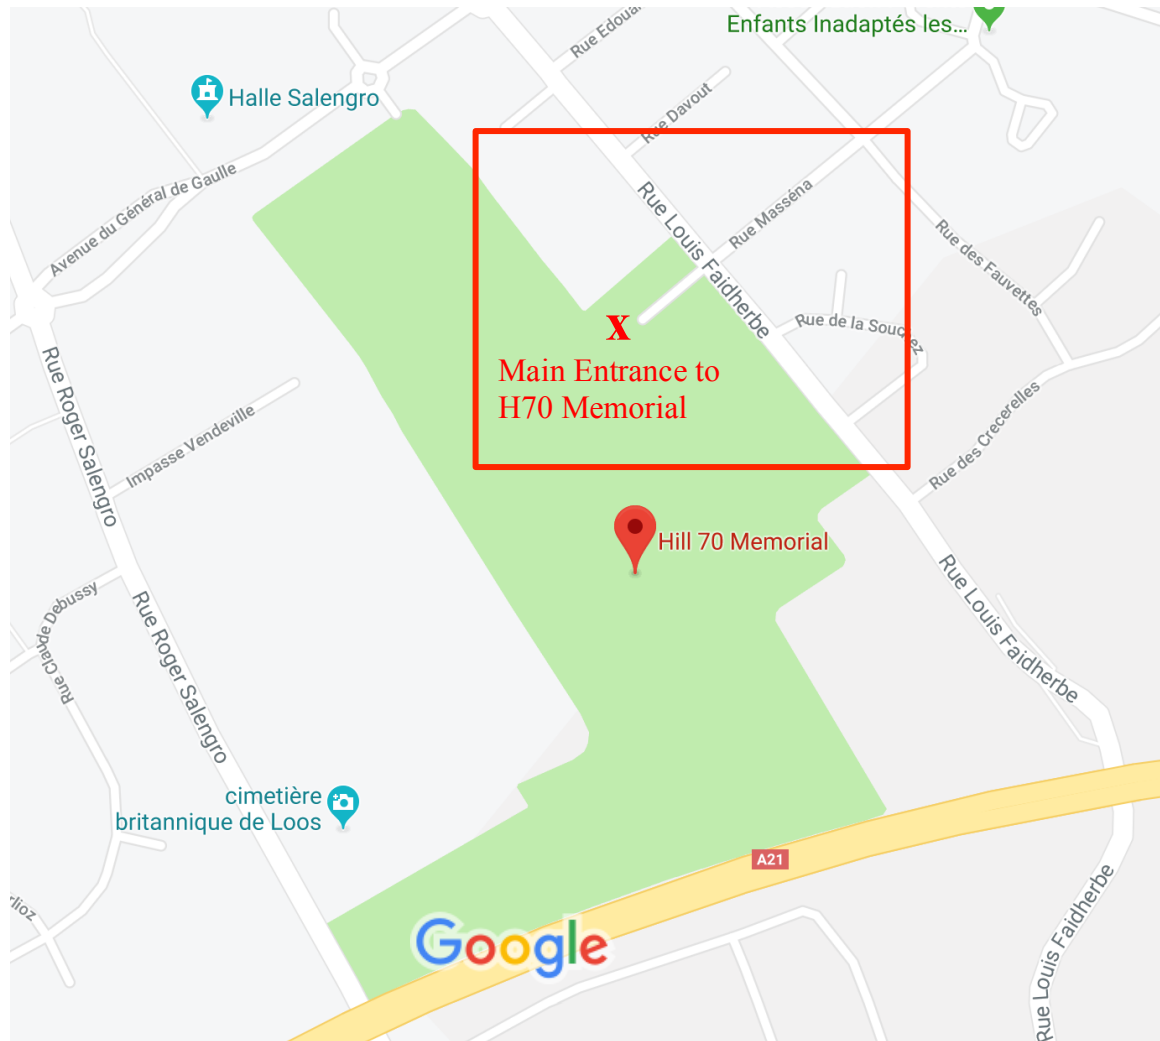 Enfants Inadaptés les...
Rue Edoua
Halle Salengro
Rue Davout
Avenue du Général de Gaulle
Rue Masséna
Rue Louis Faidherbe
Rue des Fauvettes
Rue de la Souchez
X
Main Entrance to
H70 Memorial
Rue Roger Salengro
Impasse Vendeville
Rue des Crecerelles
Hill 70 Memorial
Rue Claude Debussy
Rue Roger Salengro
Rue Louis Faidherbe
cimetière
britannique de Loos
A21
rlioz
Google
Rue Louis Faidherbe